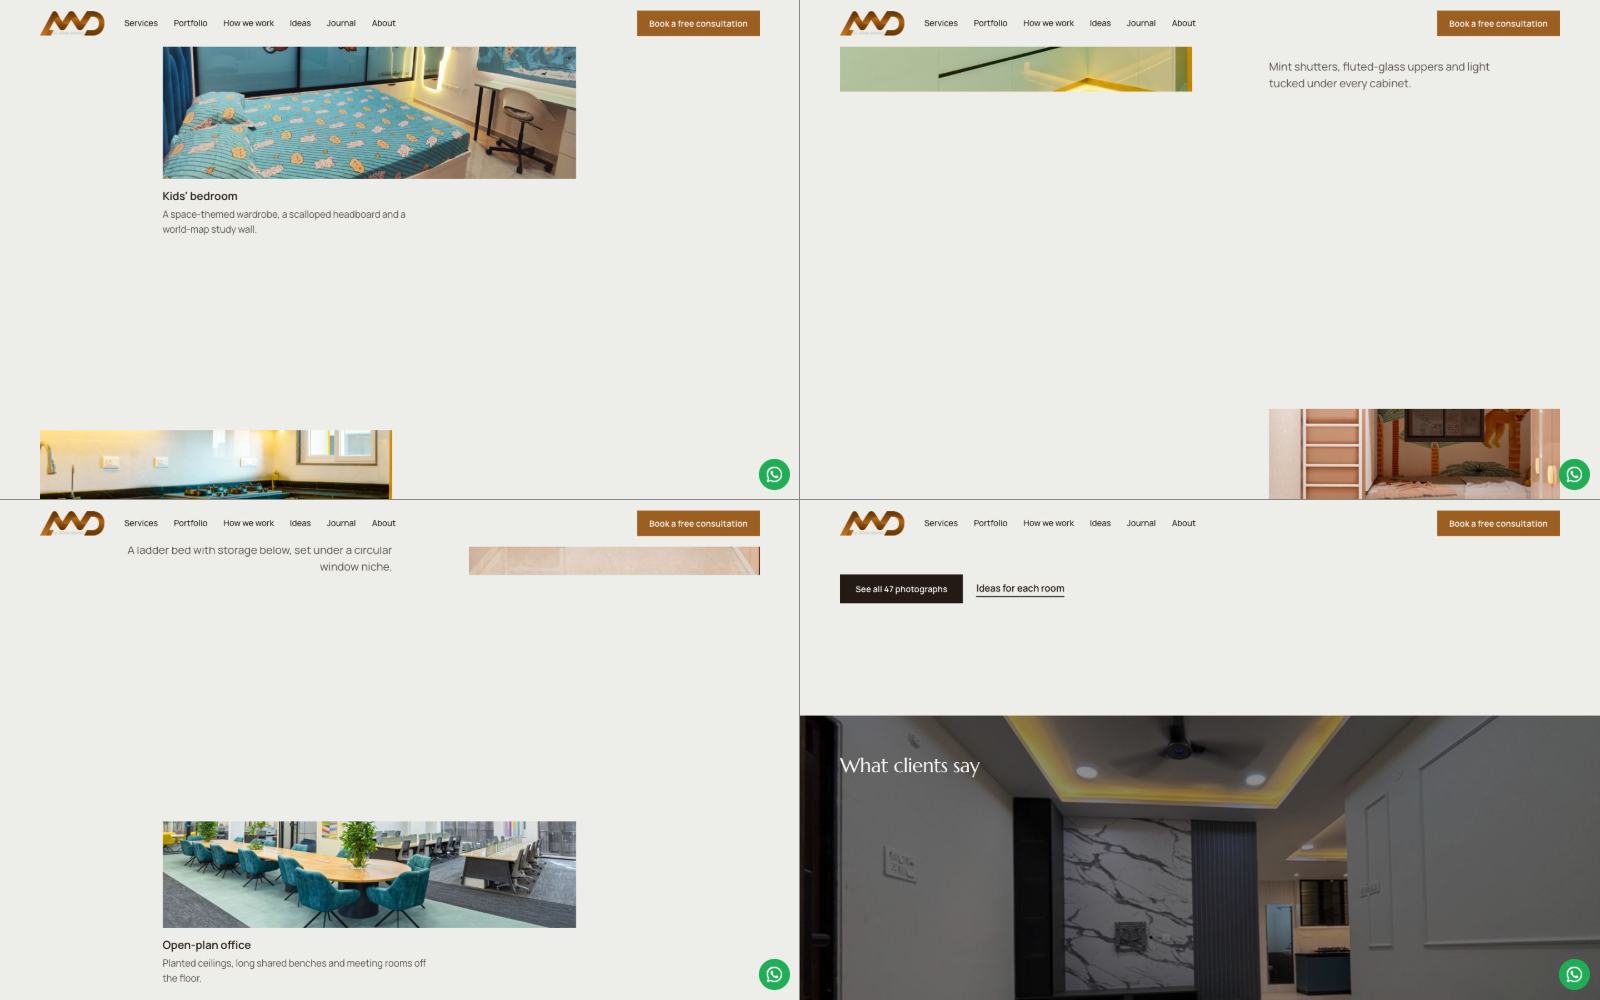 Services Portfolio How we work Ideas Journal About
Book a free consultation
Kids' bedroom
A space-themed wardrobe, a scalloped headboard and a
world-map study wall.
Services Portfolio How we work Ideas Journal About
Book a free consultation
Mint shutters, fluted-glass uppers and light
tucked under every cabinet.
Services Portfolio How we work Ideas Journal About
Book a free consultation
A ladder bed with storage below, set under a circular
window niche.
Open-plan office
Planted ceilings, long shared benches and meeting rooms off
the floor.
Services Portfolio How we work Ideas Journal About
Book a free consultation
See all 47 photographs
Ideas for each room
What clients say